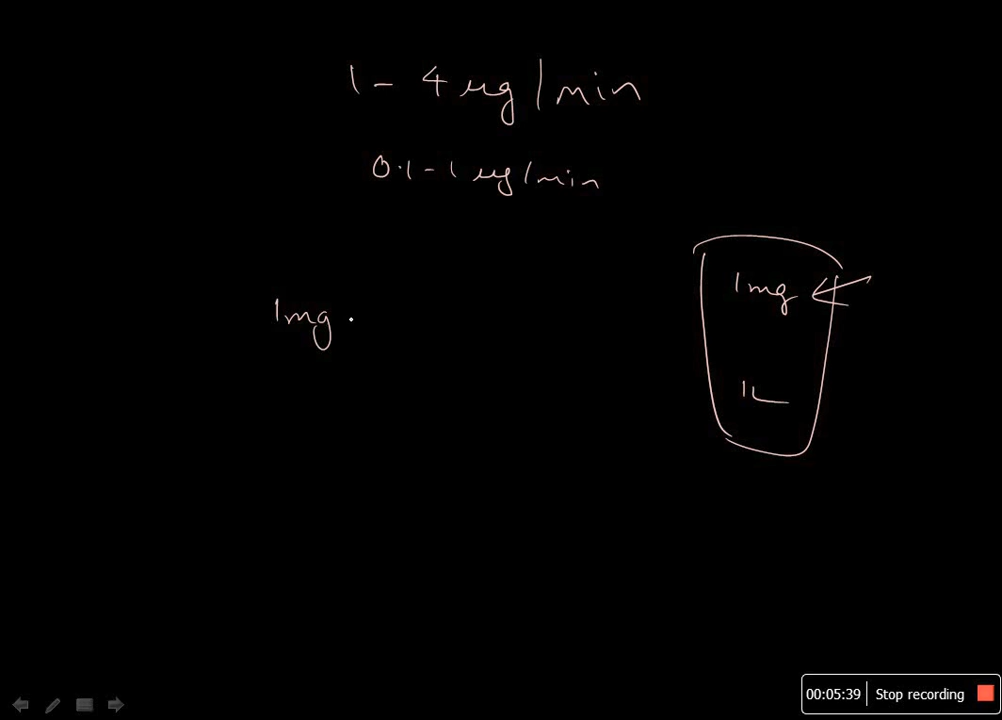 1 - 4 ug/min
0.1 - 1 ug/min
1mg
1L
1mg .
00:05:39 Stop recording